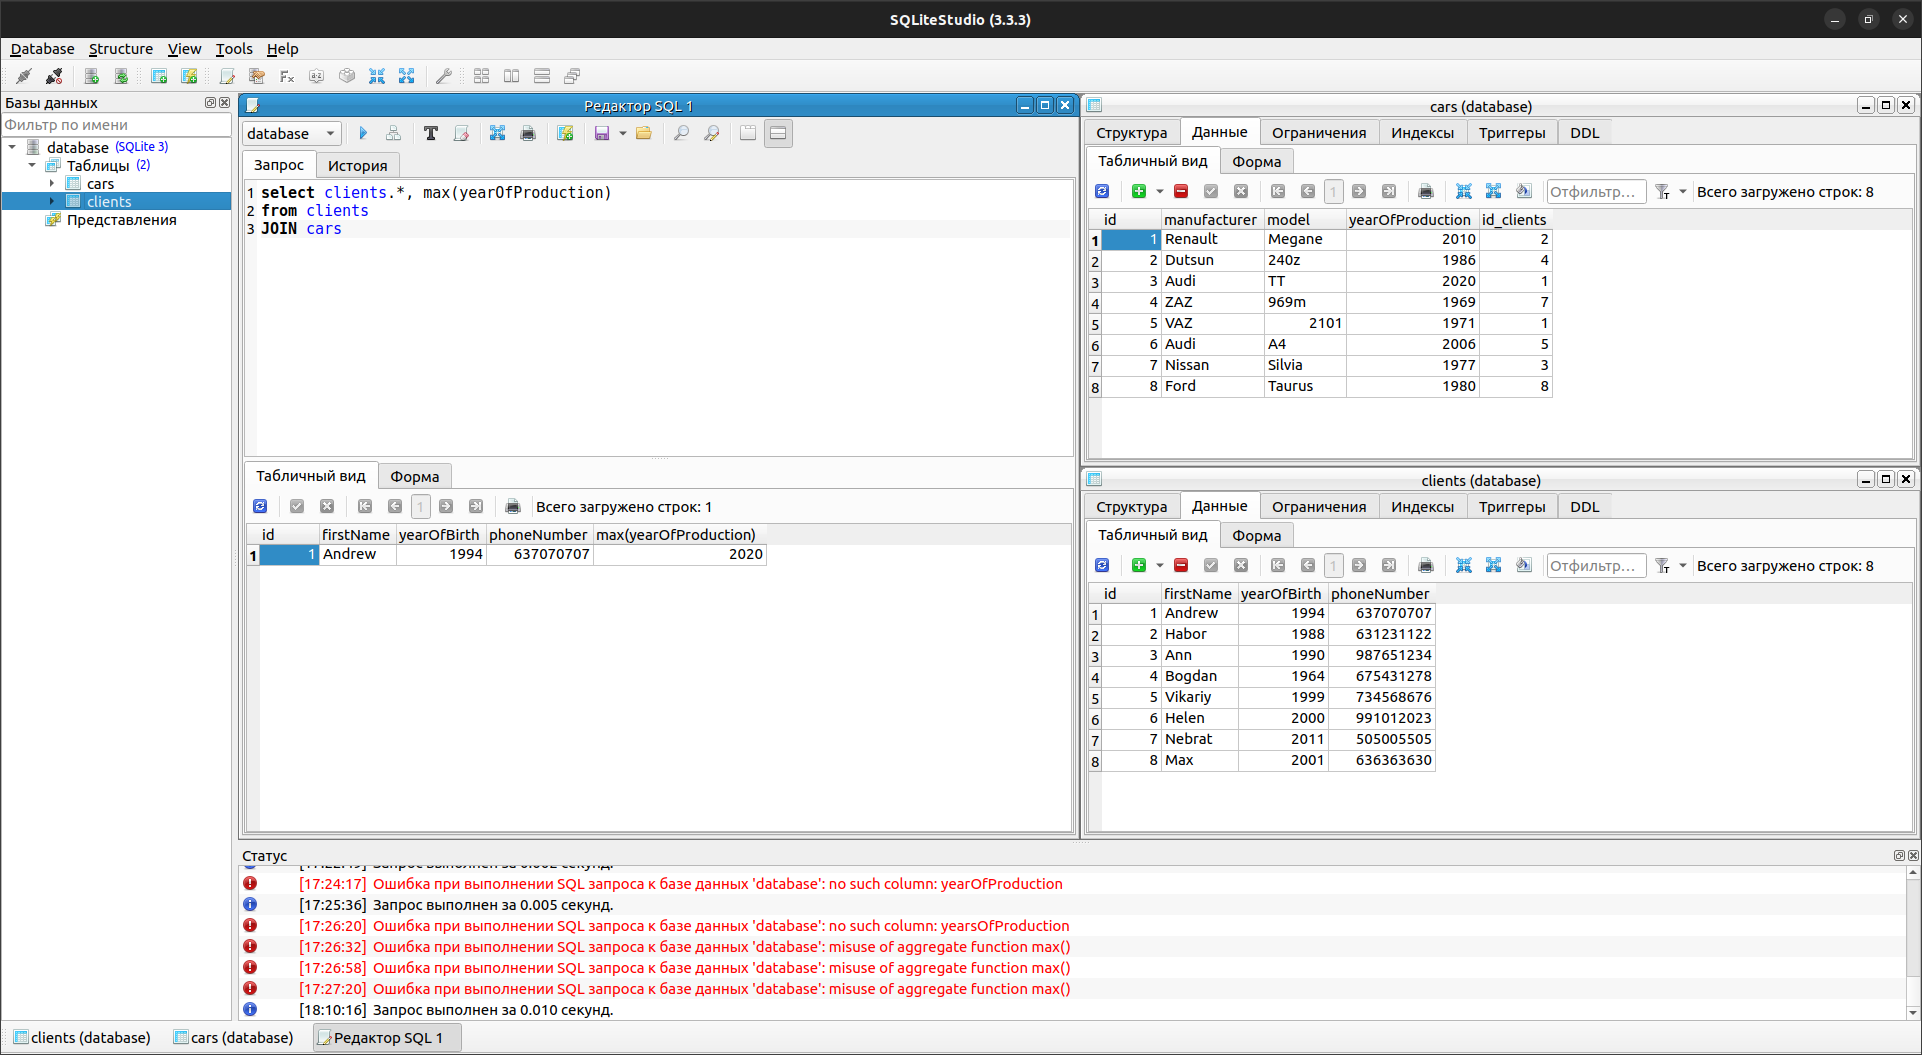 SQLiteStudio (3.3.3)
Database Structure View Tools Help
Базы данных
Фильтр по имени
database (SQLite 3)
Таблицы (2)
cars
clients
Представления
Редактор SQL 1
database
Запрос История
1 select clients.*, max(yearOfProduction)
2 from clients
3 JOIN cars
Табличный вид Форма
1 Всего загружено строк: 1
id firstName yearOfBirth phoneNumber max(yearOfProduction)
1 1 Andrew 1994 637070707 2020
cars (database)
Структура Данные Ограничения Индексы Триггеры DDL
Табличный вид Форма
1 Отфильтр... Всего загружено строк: 8
id manufacturer model yearOfProduction id_clients
1 1 Renault Megane 2010 2
2 2 Dutsun 240z 1986 4
3 3 Audi TT 2020 1
4 4 ZAZ 969m 1969 7
5 5 VAZ 2101 1971 1
6 6 Audi A4 2006 5
7 7 Nissan Silvia 1977 3
8 8 Ford Taurus 1980 8
clients (database)
Структура Данные Ограничения Индексы Триггеры DDL
Табличный вид Форма
1 Отфильтр... Всего загружено строк: 8
id firstName yearOfBirth phoneNumber
1 1 Andrew 1994 637070707
2 2 Habor 1988 631231122
3 3 Ann 1990 987651234
4 4 Bogdan 1964 675431278
5 5 Vikariy 1999 734568676
6 6 Helen 2000 991012023
7 7 Nebrat 2011 505005505
8 8 Max 2001 636363630
Статус
[17:24:17] Ошибка при выполнении SQL запроса к базе данных 'database': no such column: yearOfProduction
[17:25:36] Запрос выполнен за 0.005 секунд.
[17:26:20] Ошибка при выполнении SQL запроса к базе данных 'database': no such column: yearsOfProduction
[17:26:32] Ошибка при выполнении SQL запроса к базе данных 'database': misuse of aggregate function max()
[17:26:58] Ошибка при выполнении SQL запроса к базе данных 'database': misuse of aggregate function max()
[17:27:20] Ошибка при выполнении SQL запроса к базе данных 'database': misuse of aggregate function max()
[18:10:16] Запрос выполнен за 0.010 секунд.
clients (database) cars (database) Редактор SQL 1